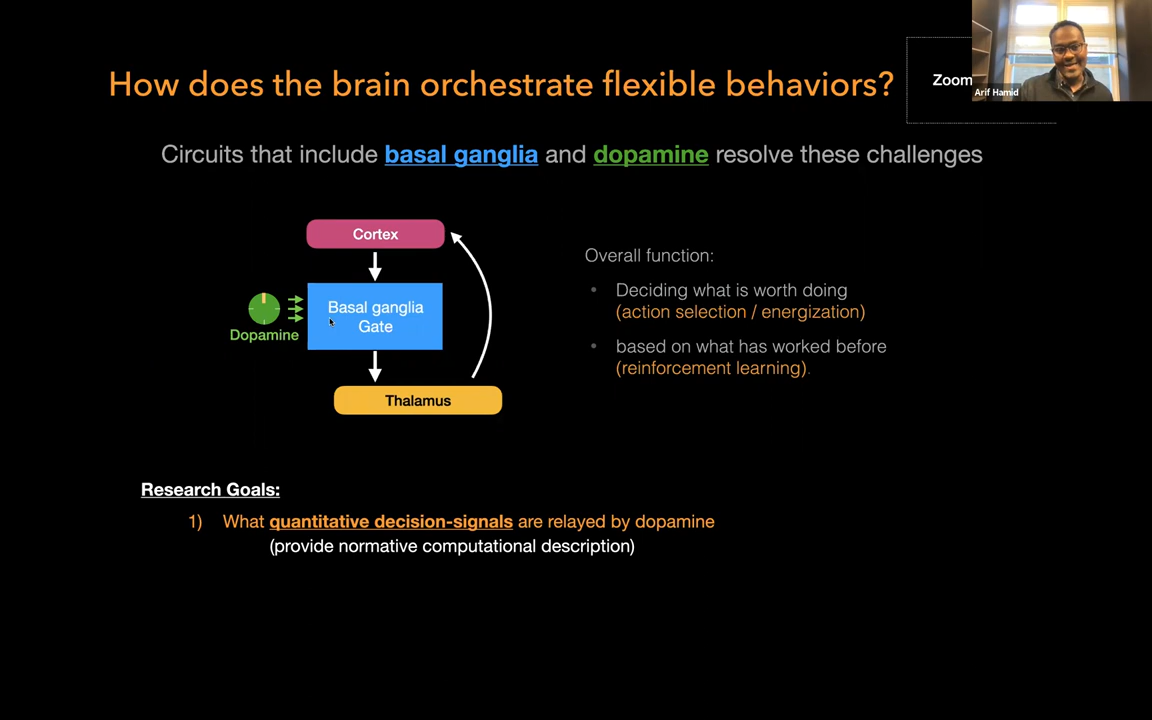 How does the brain orchestrate flexible behaviors?
Zoom
Arif Hamid
Circuits that include basal ganglia and dopamine resolve these challenges
Cortex
Basal ganglia
Gate
Dopamine
Thalamus
Overall function:
• Deciding what is worth doing
(action selection / energization)
• based on what has worked before
(reinforcement learning).
Research Goals:
1) What quantitative decision-signals are relayed by dopamine
(provide normative computational description)